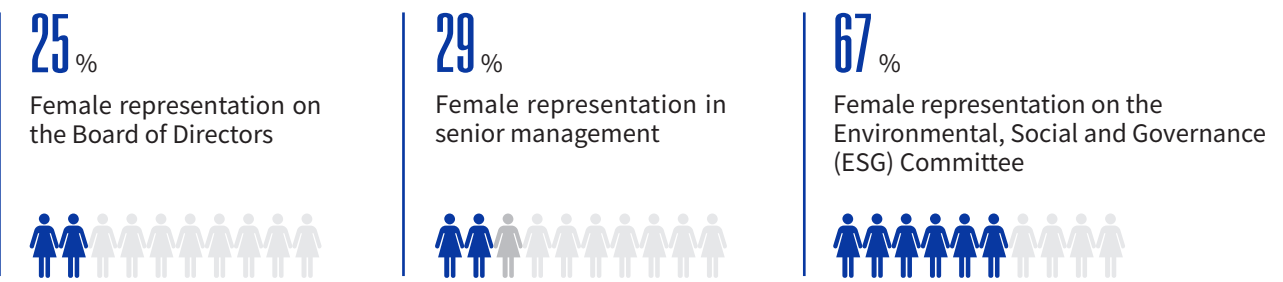 25 %
Female representation on
the Board of Directors
29 %
Female representation in
senior management
67 %
Female representation on the
Environmental, Social and Governance
(ESG) Committee